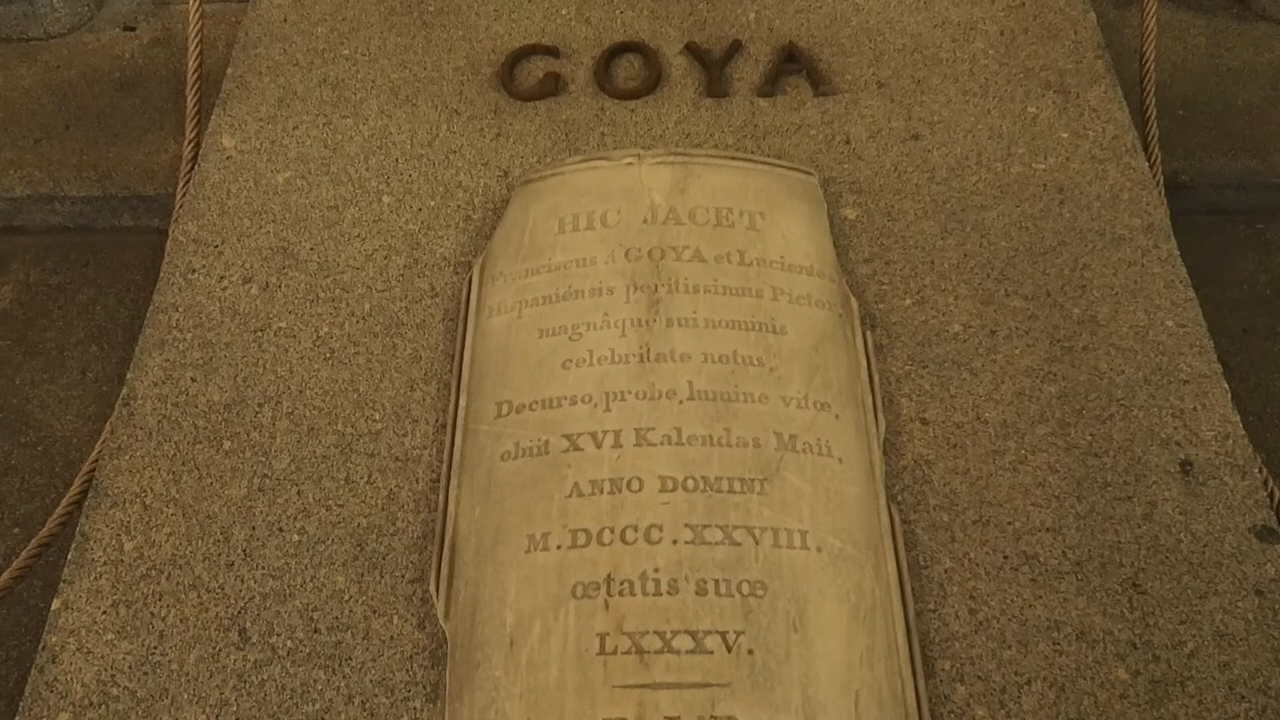 GOYA
HIC JACET
Franciscus á GOYA et Lucientes
Hispaniénsis peritissimus Pictor,
magnâque sui nominis
celebritate notus,
Decurso, probe, lumine vitœ,
obiit XVI Kalendas Maii,
ANNO DOMINI
M.DCCC.XXVIII.
œtatis suœ
LXXXV.